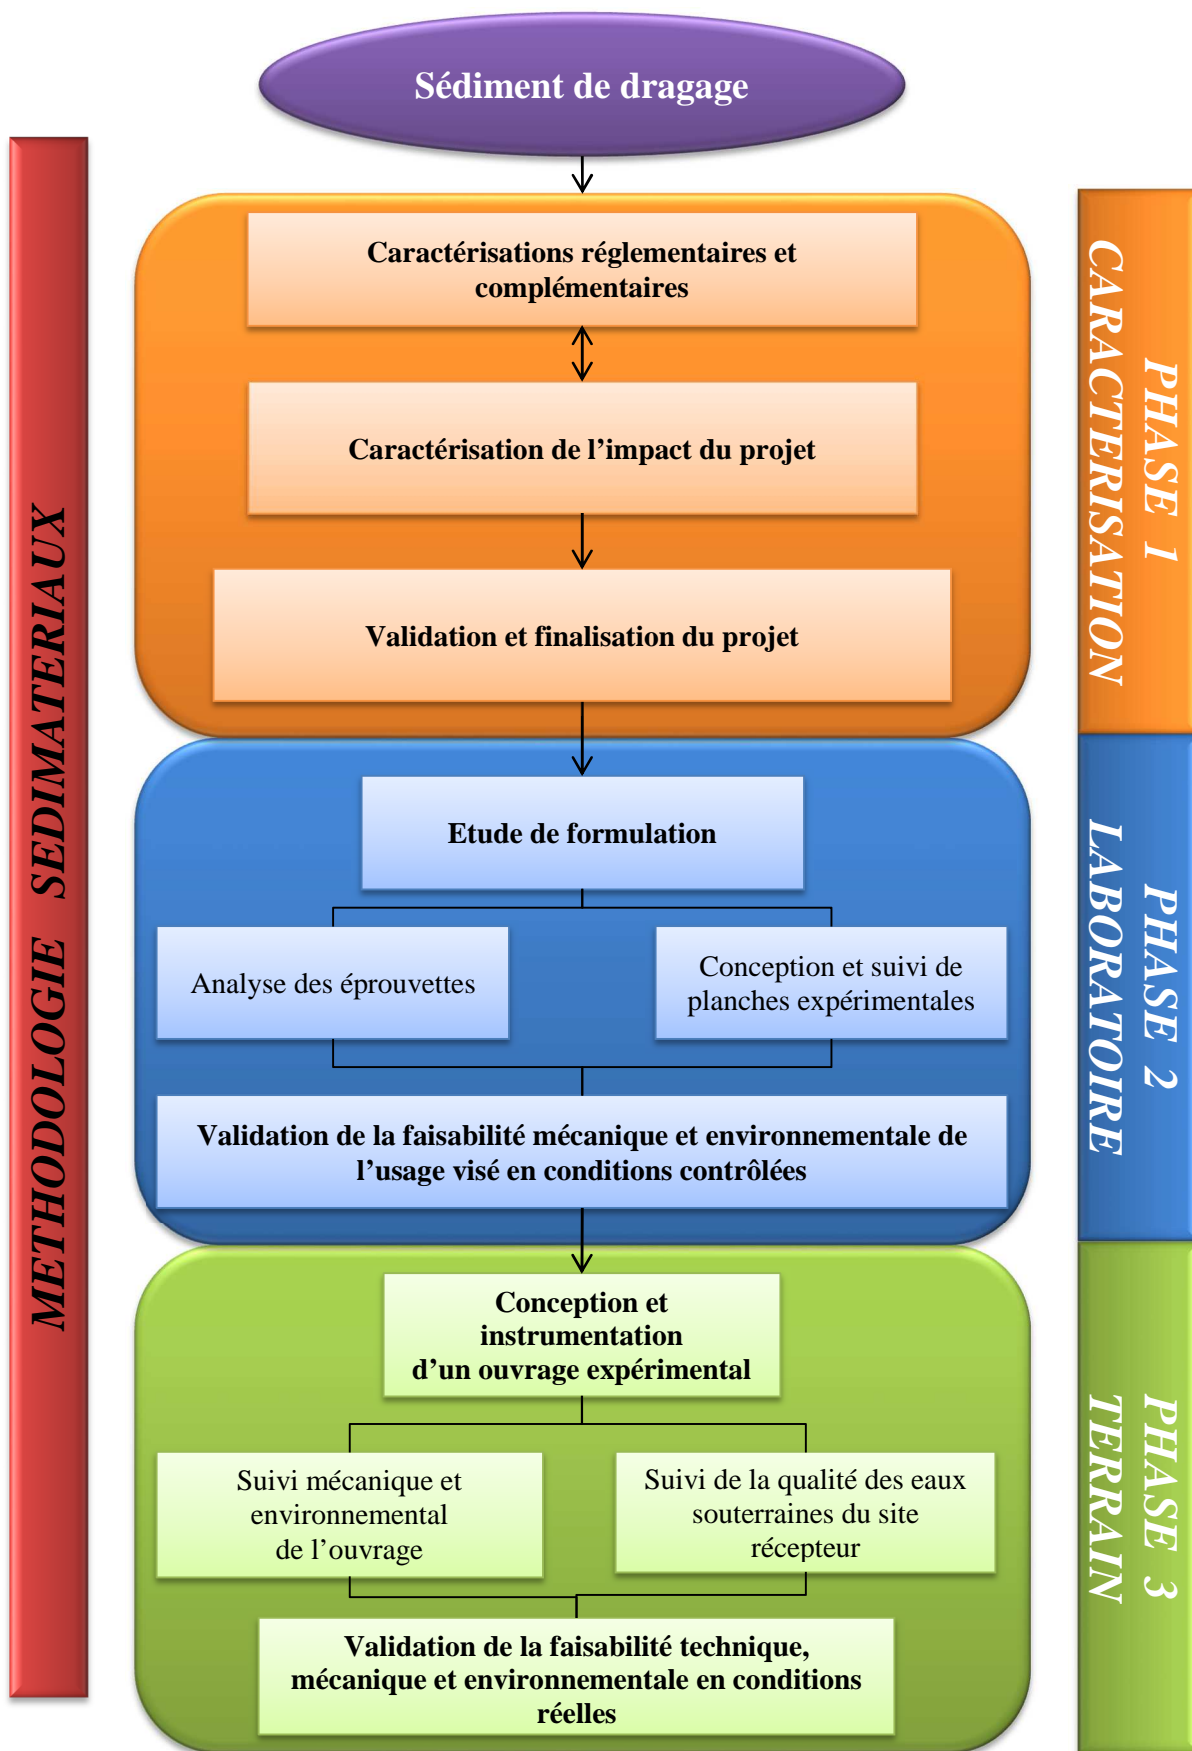 Sédiment de dragage
METHODOLOGIE SEDIMATERIAUX
PHASE 1
CARACTERISATION
Caractérisations réglementaires et
complémentaires
Caractérisation de l’impact du projet
Validation et finalisation du projet
PHASE 2
LABORATOIRE
Etude de formulation
Analyse des éprouvettes
Conception et suivi de
planches expérimentales
Validation de la faisabilité mécanique et environnementale de
l’usage visé en conditions contrôlées
PHASE 3
TERRAIN
Conception et
instrumentation
d’un ouvrage expérimental
Suivi mécanique et
environnemental
de l’ouvrage
Suivi de la qualité des eaux
souterraines du site
récepteur
Validation de la faisabilité technique,
mécanique et environnementale en conditions
réelles